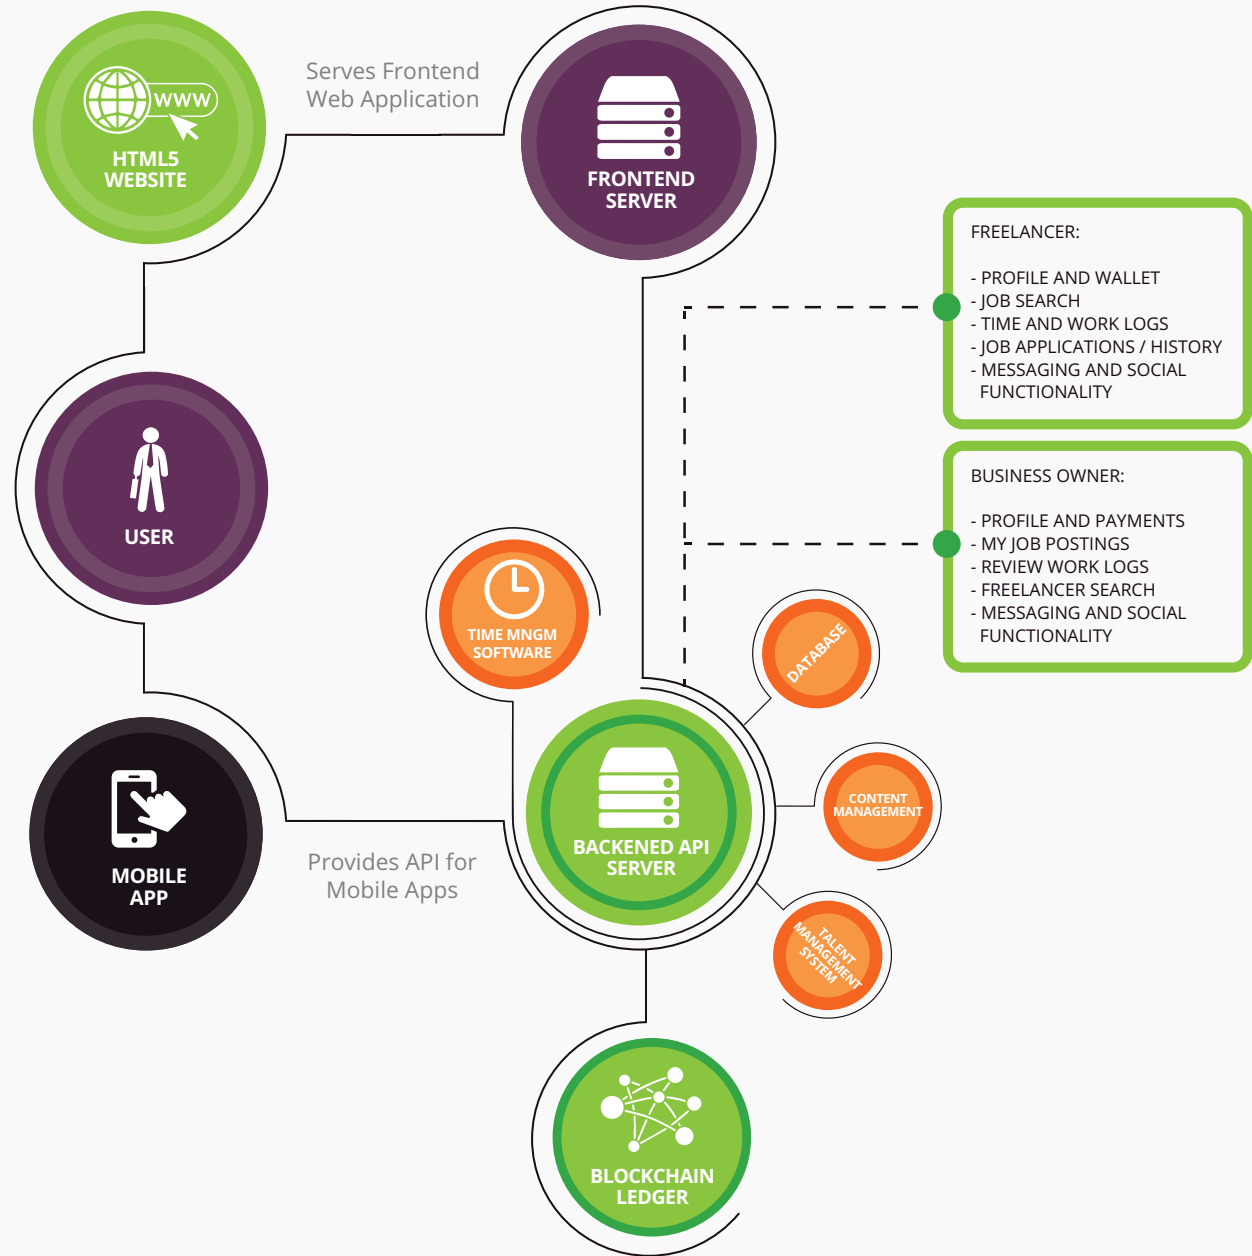 Serves Frontend
Web Application
WWW
HTML5
WEBSITE
FRONTEND
SERVER
FREELANCER:
- PROFILE AND WALLET
- JOB SEARCH
- TIME AND WORK LOGS
- JOB APPLICATIONS / HISTORY
- MESSAGING AND SOCIAL
FUNCTIONALITY
USER
BUSINESS OWNER:
- PROFILE AND PAYMENTS
- MY JOB POSTINGS
- REVIEW WORK LOGS
- FREELANCER SEARCH
- MESSAGING AND SOCIAL
FUNCTIONALITY
TIME MNGM
SOFTWARE
DATABASE
CONTENT
MANAGEMENT
BACKENED API
SERVER
MOBILE
APP
Provides API for
Mobile Apps
TALENT
MANAGEMENT
SYSTEM
BLOCKCHAIN
LEDGER